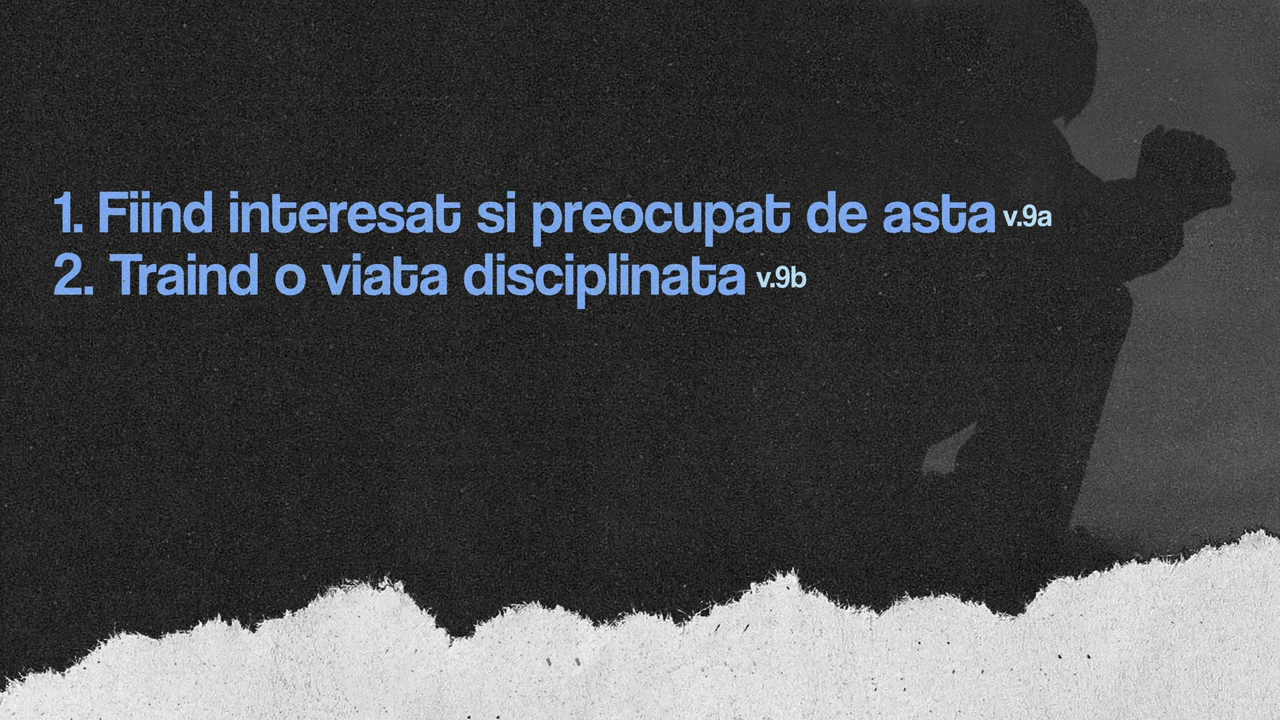 1. Fiind interesat si preocupat de asta v.9a
2. Traind o viata disciplinata v.9b